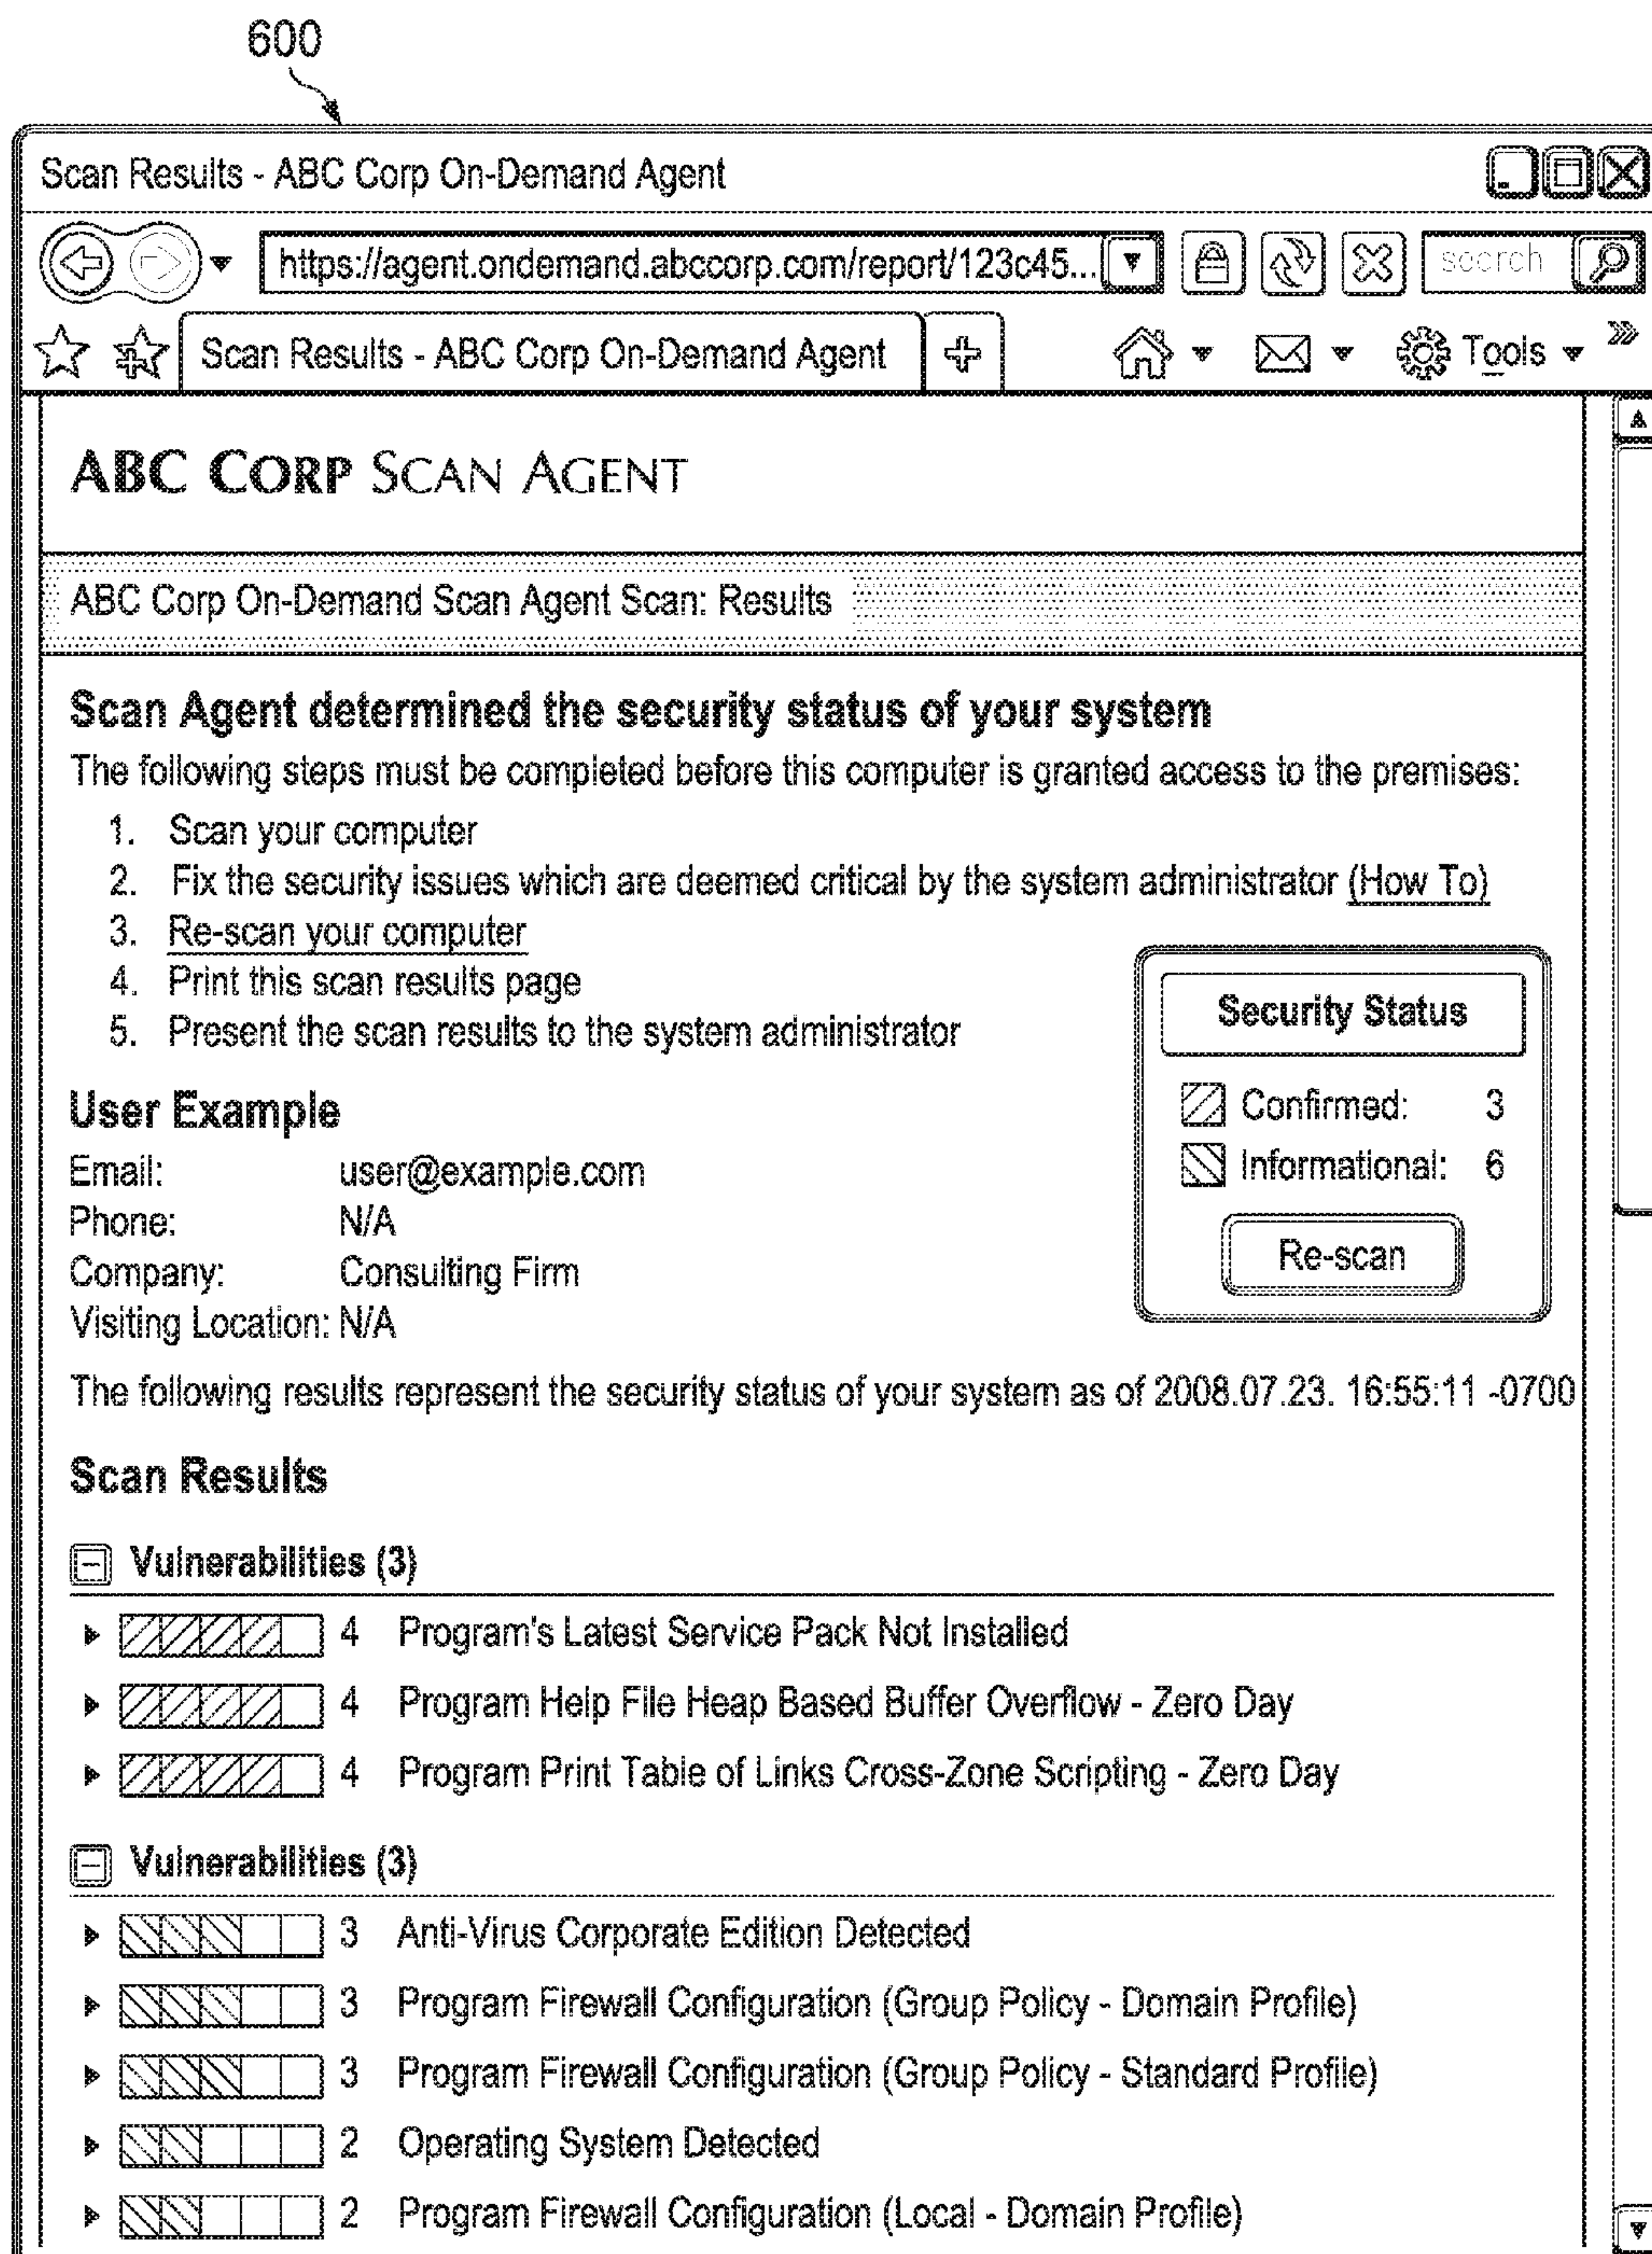 600
Scan Results - ABC Corp On-Demand Agent
https://agent.ondemand.abccorp.com/report/123c45...
search
Scan Results - ABC Corp On-Demand Agent
Tools
ABC CORP SCAN AGENT
ABC Corp On-Demand Scan Agent Scan: Results
Scan Agent determined the security status of your system
The following steps must be completed before this computer is granted access to the premises:
1. Scan your computer
2. Fix the security issues which are deemed critical by the system administrator (How To)
3. Re-scan your computer
4. Print this scan results page
5. Present the scan results to the system administrator
Security Status
Confirmed: 3
Informational: 6
Re-scan
User Example
Email: user@example.com
Phone: N/A
Company: Consulting Firm
Visiting Location: N/A
The following results represent the security status of your system as of 2008.07.23. 16:55:11 -0700
Scan Results
Vulnerabilities (3)
4 Program's Latest Service Pack Not Installed
4 Program Help File Heap Based Buffer Overflow - Zero Day
4 Program Print Table of Links Cross-Zone Scripting - Zero Day
Vulnerabilities (3)
3 Anti-Virus Corporate Edition Detected
3 Program Firewall Configuration (Group Policy - Domain Profile)
3 Program Firewall Configuration (Group Policy - Standard Profile)
2 Operating System Detected
2 Program Firewall Configuration (Local - Domain Profile)